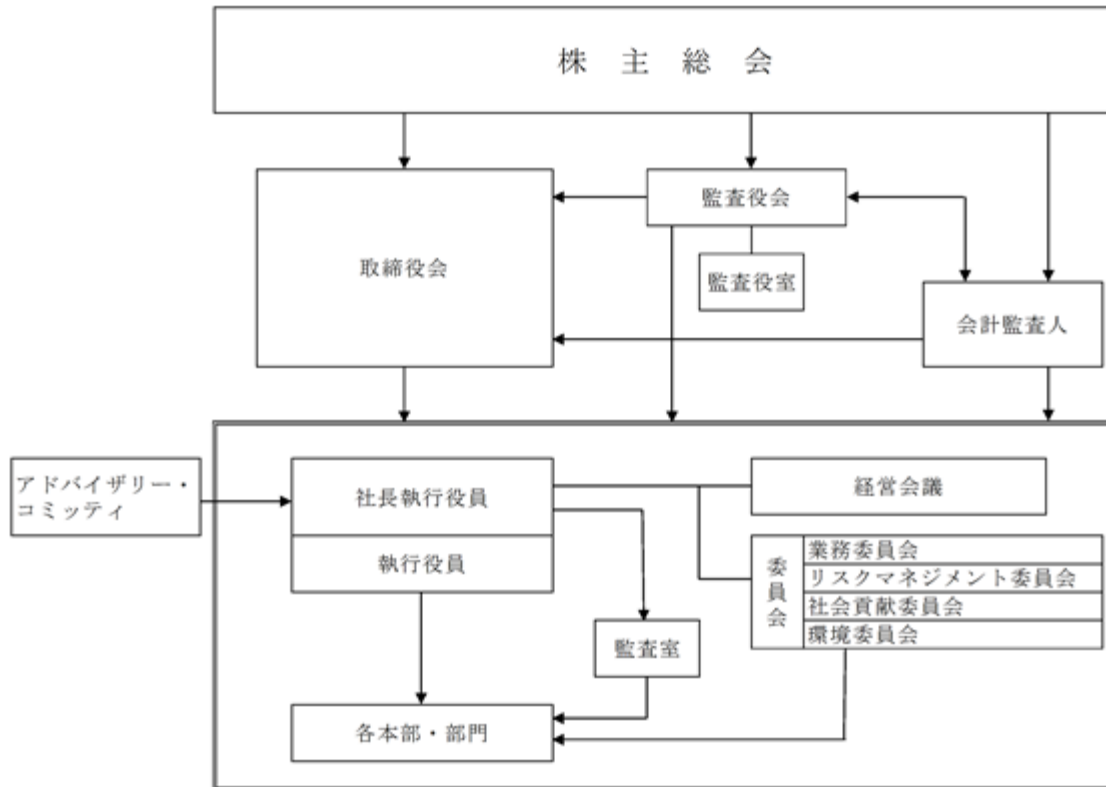 株主総会
監査役会
取締役会
監査役室
会計監査人
アドバイザリー・
コミッティ
社長執行役員
経営会議
執行役員
委員会
業務委員会
リスクマネジメント委員会
社会貢献委員会
環境委員会
監査室
各本部・部門